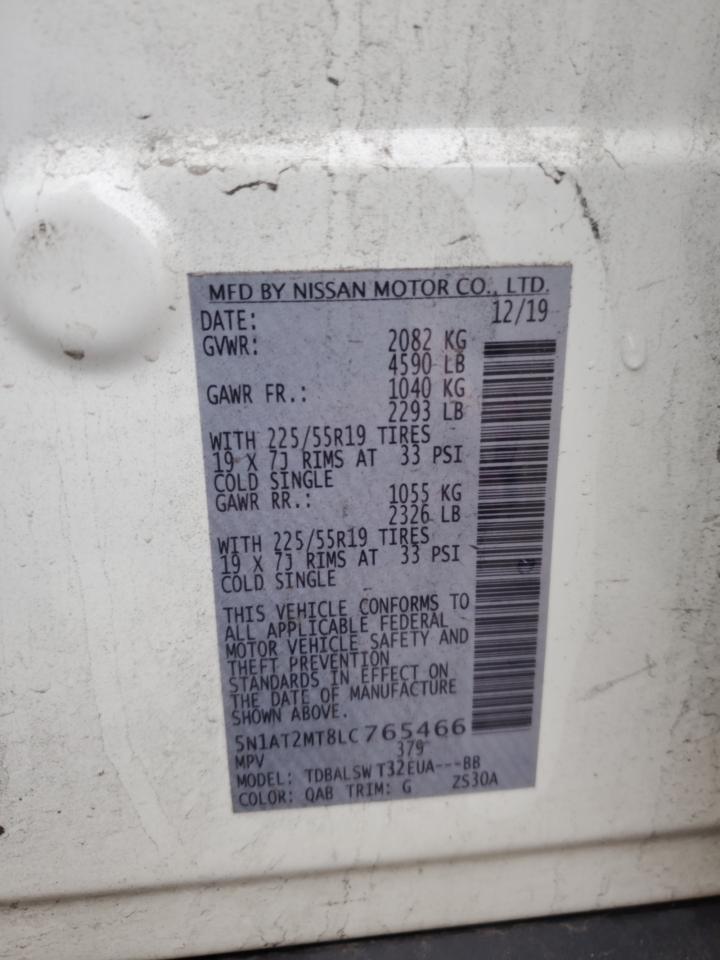 MFD BY NISSAN MOTOR CO., LTD.
DATE: 12/19
GVWR: 2082 KG
4590 LB
GAWR FR.: 1040 KG
2293 LB
WITH 225/55R19 TIRES
19 X 7J RIMS AT 33 PSI
COLD SINGLE
GAWR RR.: 1055 KG
2326 LB
WITH 225/55R19 TIRES
19 X 7J RIMS AT 33 PSI
COLD SINGLE
THIS VEHICLE CONFORMS TO
ALL APPLICABLE FEDERAL
MOTOR VEHICLE SAFETY AND
THEFT PREVENTION
STANDARDS IN EFFECT ON
THE DATE OF MANUFACTURE
SHOWN ABOVE.
5N1AT2MT8LC765466
MPV 379
MODEL: TDBALSW T32EUA---BB
COLOR: QAB TRIM: G ZS30A